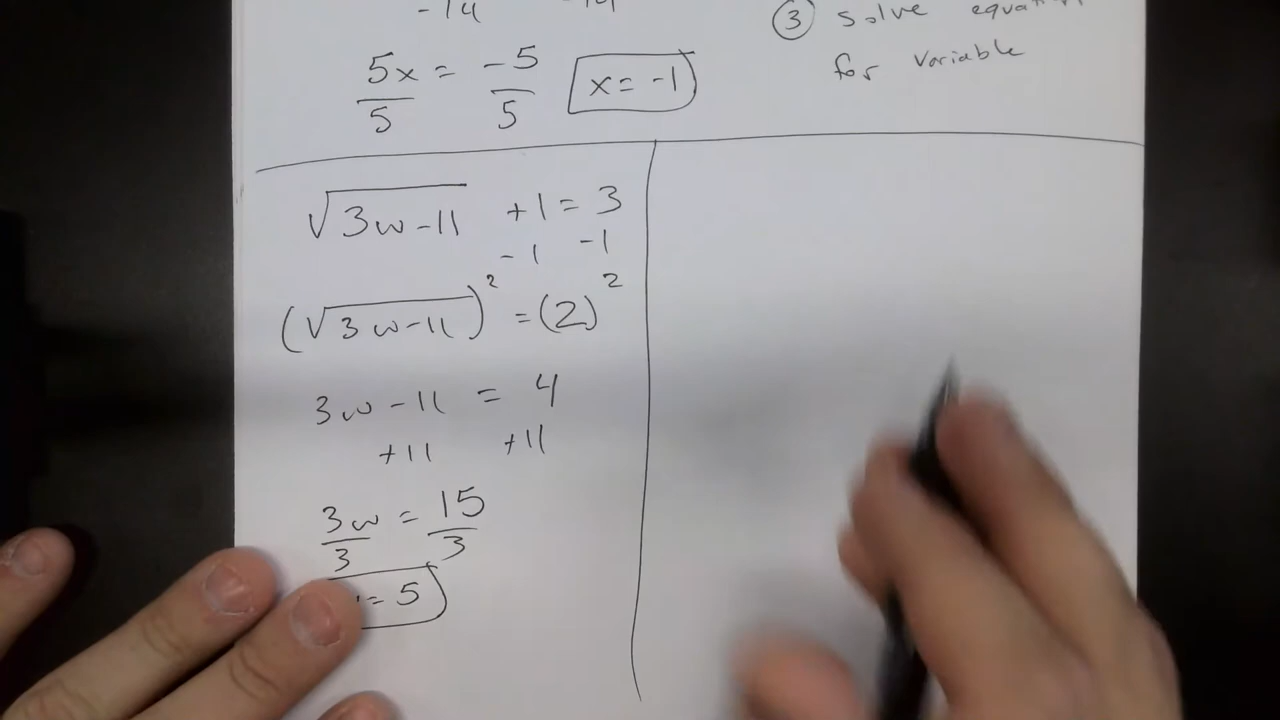 -14 -14
5x = -5
5 5
x = -1
③ solve equation
for variable
√3w-11 +1 = 3
-1 -1
(√3w-11)² = (2)²
3w - 11 = 4
+11 +11
3w = 15
3 3
= 5